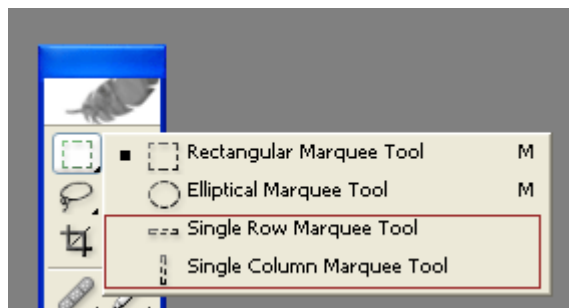 Rectangular Marquee Tool M
Elliptical Marquee Tool M
Single Row Marquee Tool
Single Column Marquee Tool